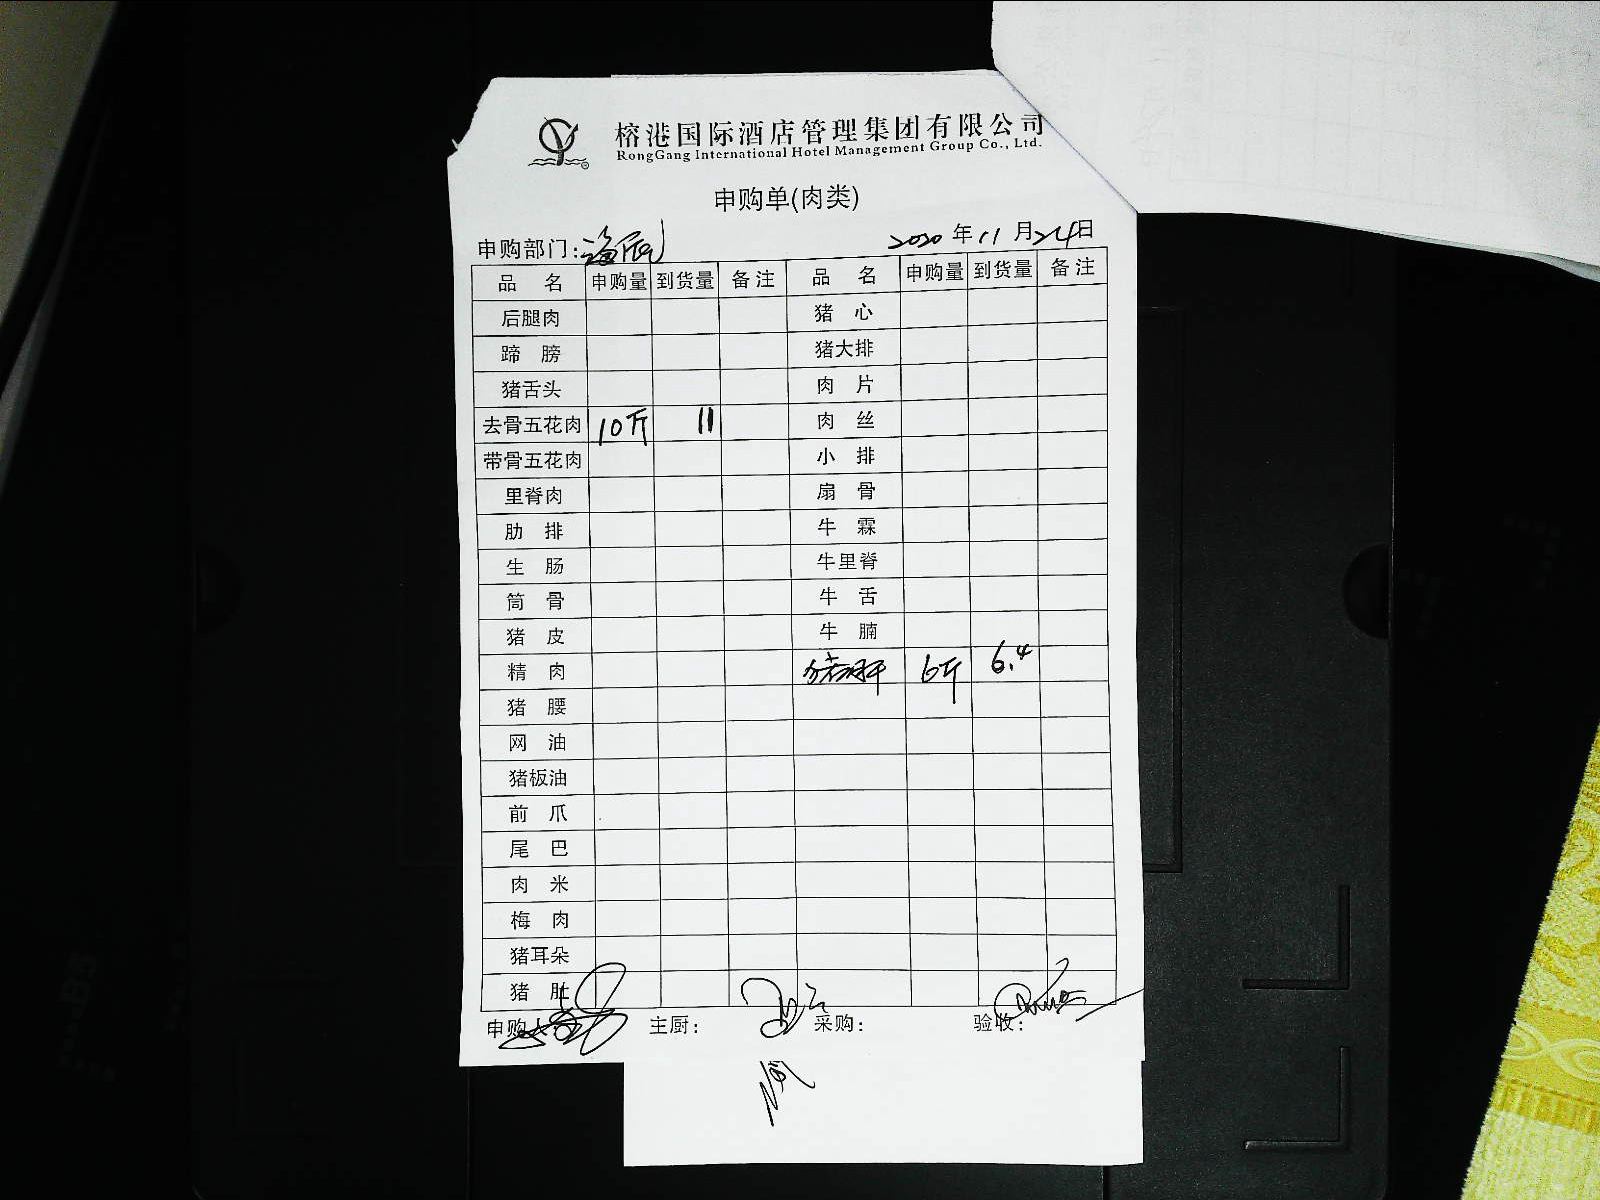 榕港国际酒店管理集团有限公司
RongGang International Hotel Management Group Co., Ltd.
申购单(肉类)
申购部门:
2020年11月24日
品 名 申购量 到货量 备注 品 名 申购量 到货量 备注
后腿肉 猪 心
蹄 膀 猪大排
猪舌头 肉 片
去骨五花肉 10斤 11 肉 丝
带骨五花肉 小 排
里脊肉 扇 骨
肋 排 牛 霖
生 肠 牛里脊
筒 骨 牛 舌
猪 皮 牛 腩
精 肉 猪肝 6斤 6.4
猪 腰
网 油
猪板油
前 爪
尾 巴
肉 米
梅 肉
猪耳朵
猪 肚
申购人: 主厨: 采购: 验收: